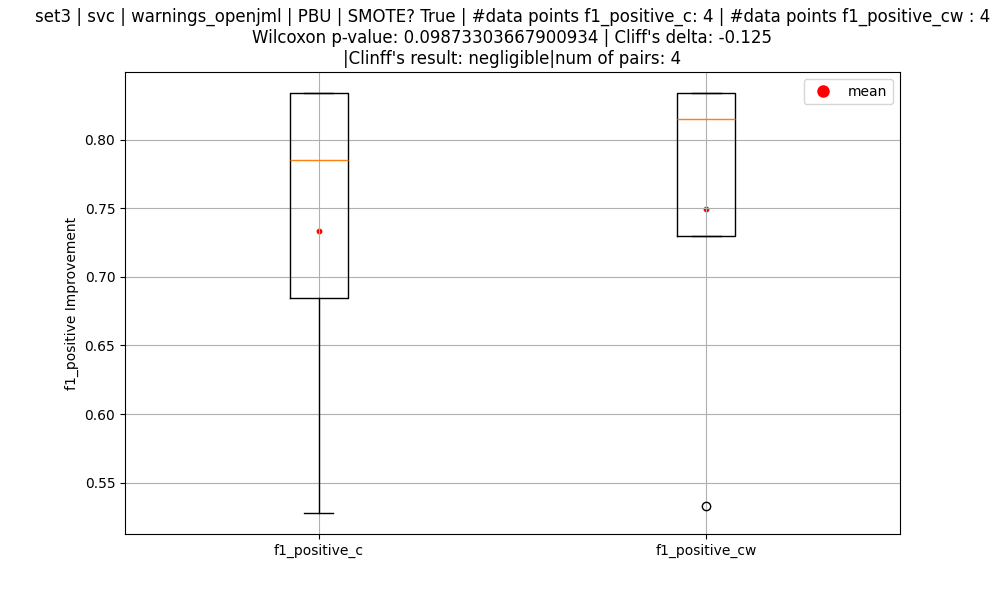 set3 | svc | warnings_openjml | PBU | SMOTE? True | #data points f1_positive_c: 4 | #data points f1_positive_cw : 4
Wilcoxon p-value: 0.09873303667900934 | Cliff's delta: -0.125
|Clinff's result: negligible|num of pairs: 4
mean
0.80
0.75
0.70
0.65
0.60
0.55
f1_positive Improvement
f1_positive_c
f1_positive_cw